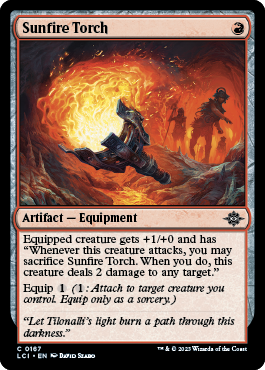 Sunfire Torch
Artifact — Equipment
Equipped creature gets +1/+0 and has
“Whenever this creature attacks, you may
sacrifice Sunfire Torch. When you do, this
creature deals 2 damage to any target.”
Equip 1 (1: Attach to target creature you
control. Equip only as a sorcery.)
“Let Tilonalli’s light burn a path through this
darkness.”
C 0167
LCI • EN DAVID SZABO
™ & © 2023 Wizards of the Coast